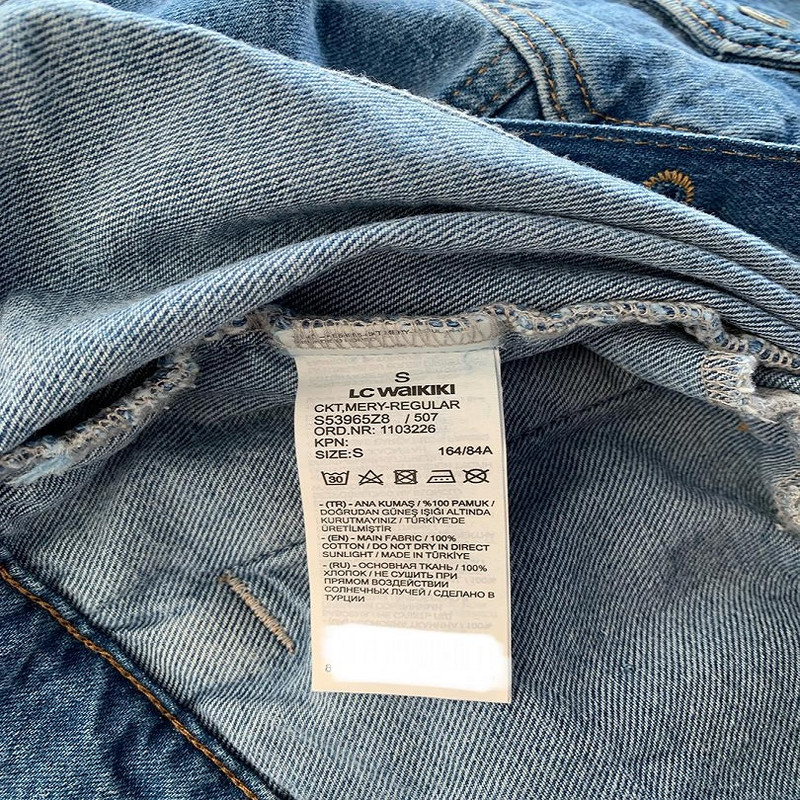 S
LC WAIKIKI
CKT,MERY-REGULAR
S53965Z8 / 507
ORD.NR: 1103226
KPN:
SIZE:S 164/84A
30
- (TR) - ANA KUMAŞ / %100 PAMUK /
DOĞRUDAN GÜNEŞ IŞIĞI ALTINDA
KURUTMAYINIZ / TÜRKİYE'DE
ÜRETİLMİŞTİR
- (EN) - MAIN FABRIC / 100%
COTTON / DO NOT DRY IN DIRECT
SUNLIGHT / MADE IN TÜRKİYE
- (RU) - ОСНОВНАЯ ТКАНЬ / 100%
ХЛОПОК / НЕ СУШИТЬ ПРИ
ПРЯМОМ ВОЗДЕЙСТВИИ
СОЛНЕЧНЫХ ЛУЧЕЙ / СДЕЛАНО В
ТУРЦИИ
8